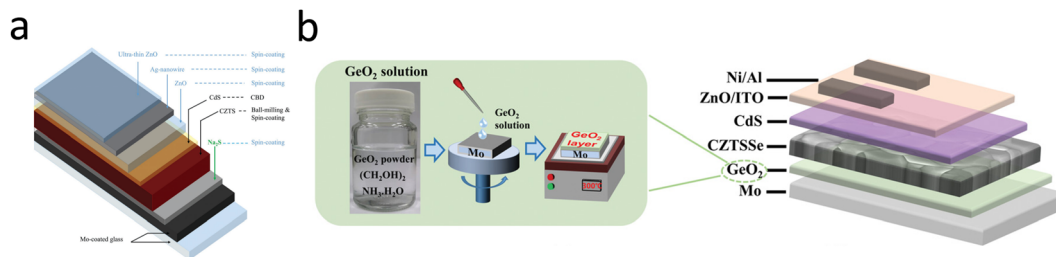 a
Ultra-thin ZnO
Spin-coating
Ag-nanowire
Spin-coating
ZnO
Spin-coating
CdS
CBD
CZTS
Ball-milling &
Spin-coating
Na₂S
Spin-coating
Mo-coated glass
b
GeO₂ solution
GeO₂ powder
(CH₂OH)₂
NH₃.H₂O
GeO₂
solution
Mo
GeO₂
layer
Mo
Ni/Al
ZnO/ITO
CdS
CZTSSe
GeO₂
Mo